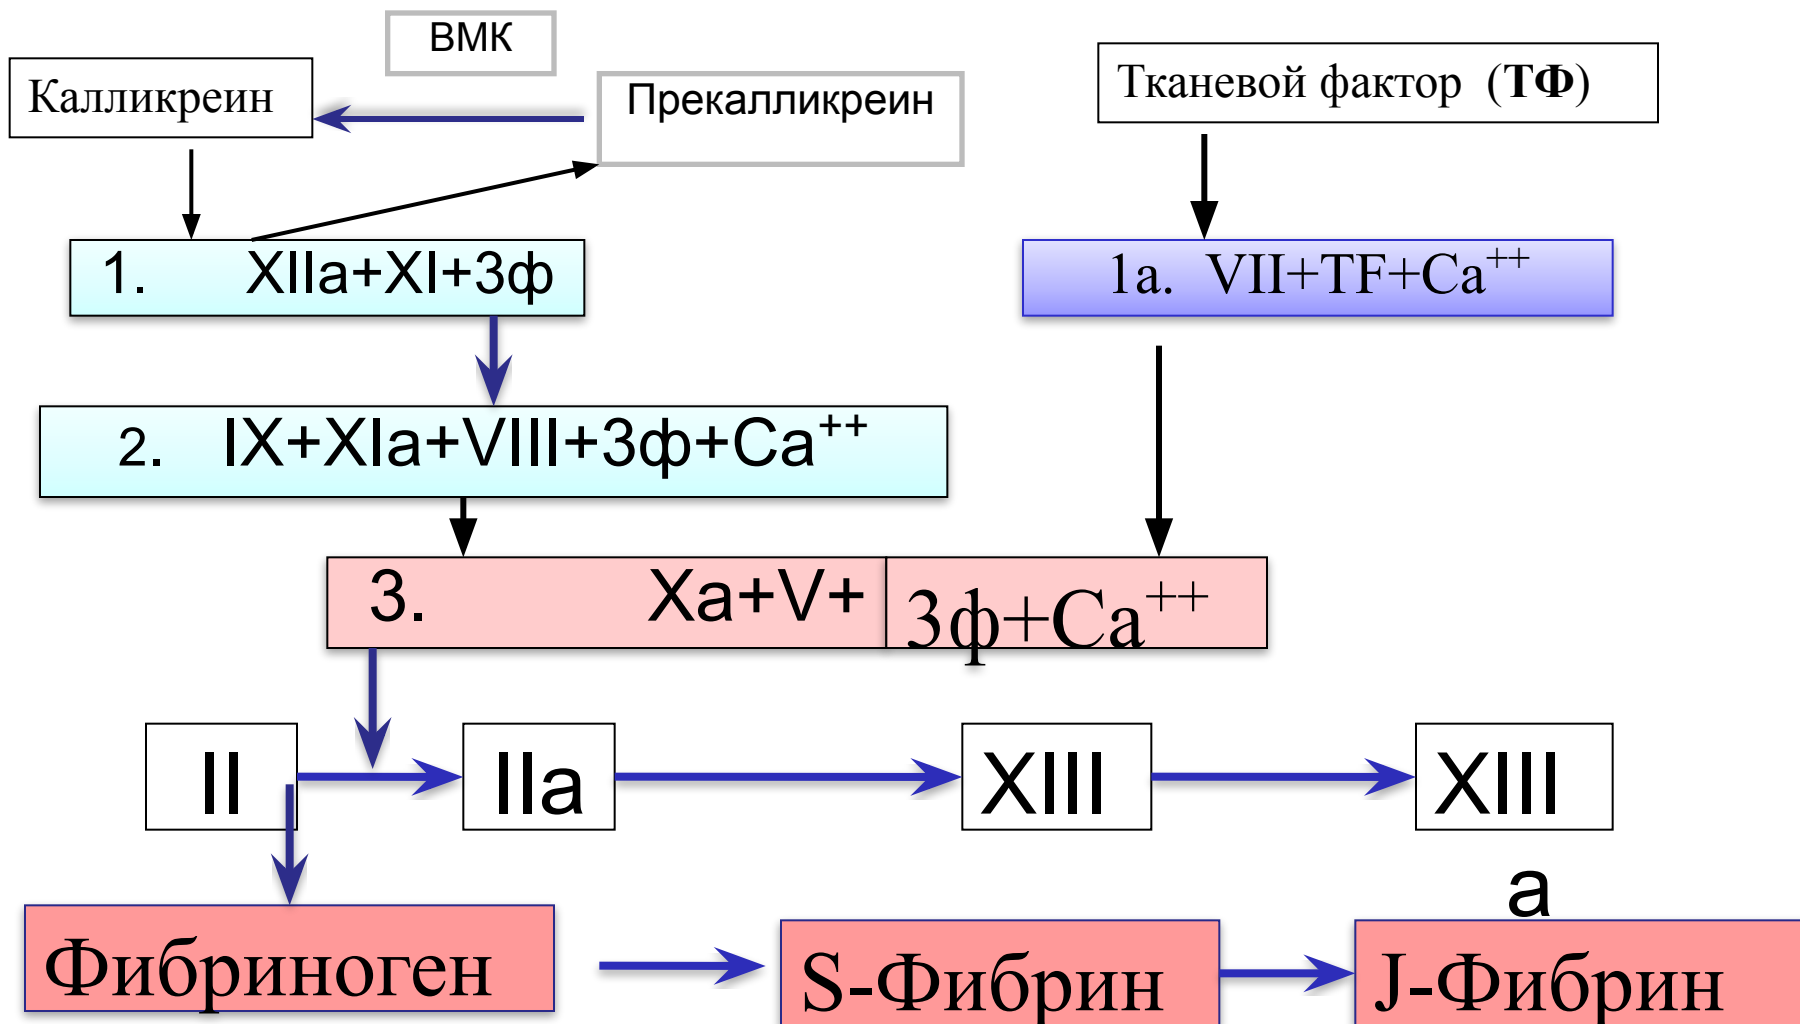 ВМК
Калликреин
Прекалликреин
Тканевой фактор (ТФ)
1. XIIa+XI+3ф
1а. VII+TF+Ca++
2. IX+XIa+VIII+3ф+Ca++
3. Xa+V+
3ф+Ca++
II
IIa
XIII
XIII
a
Фибриноген
S-Фибрин
J-Фибрин